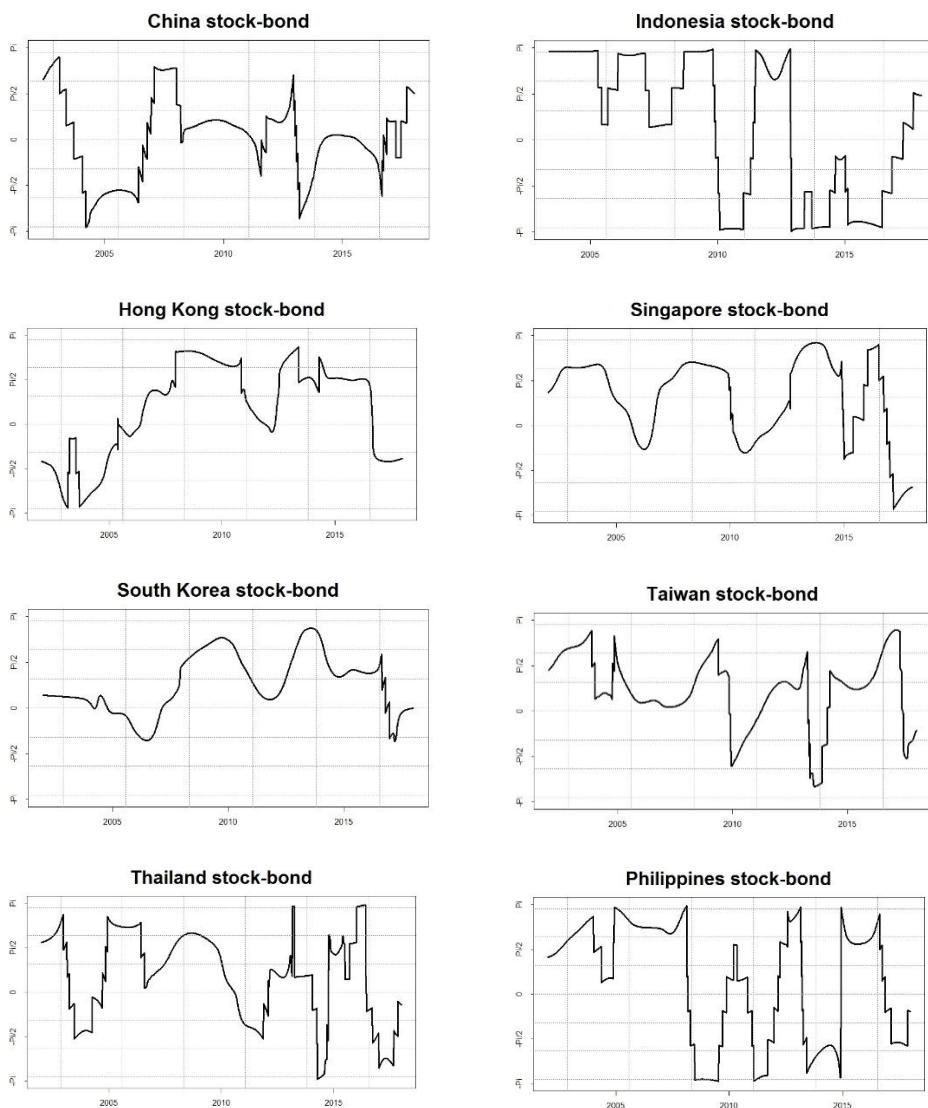 China stock-bond
Pi
Pi/2
0
-Pi/2
-Pi
2005
2010
2015
Indonesia stock-bond
Pi
Pi/2
0
-Pi/2
-Pi
2005
2010
2015
Hong Kong stock-bond
Pi
Pi/2
0
-Pi/2
-Pi
2005
2010
2015
Singapore stock-bond
Pi
Pi/2
0
-Pi/2
-Pi
2005
2010
2015
South Korea stock-bond
Pi
Pi/2
0
-Pi/2
-Pi
2005
2010
2015
Taiwan stock-bond
Pi
Pi/2
0
-Pi/2
-Pi
2005
2010
2015
Thailand stock-bond
Pi
Pi/2
0
-Pi/2
-Pi
2005
2010
2015
Philippines stock-bond
Pi
Pi/2
0
-Pi/2
-Pi
2005
2010
2015